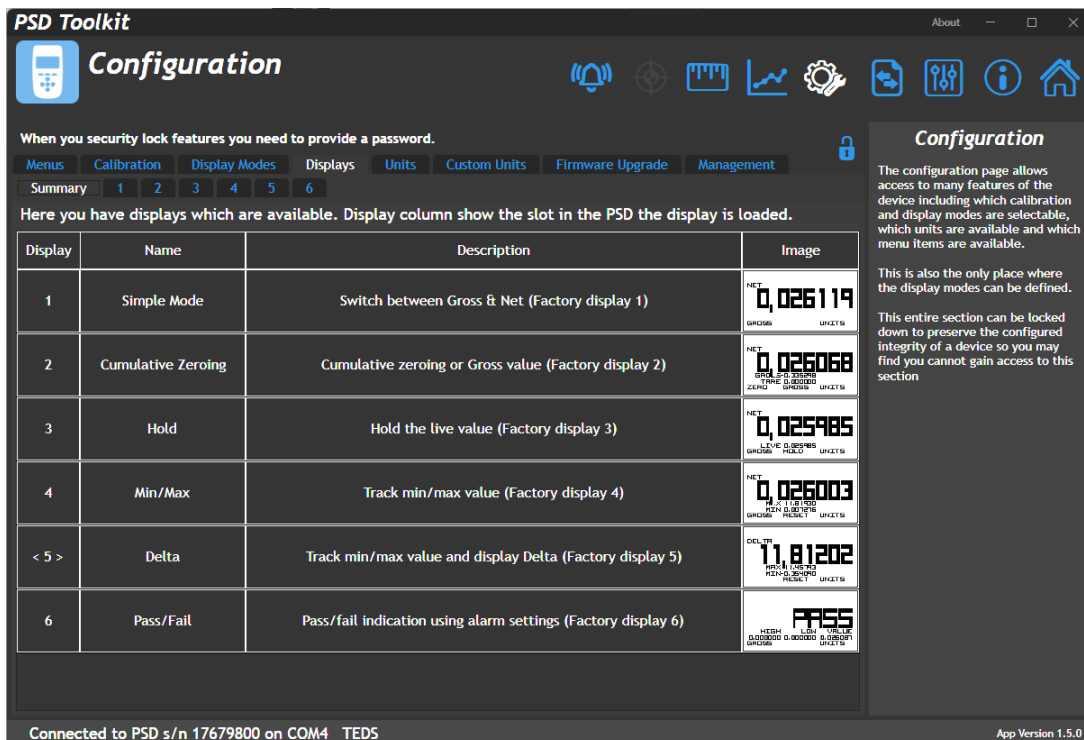 PSD Toolkit
About
Configuration
When you security lock features you need to provide a password.
Menus Calibration Display Modes Displays Units Custom Units Firmware Upgrade Management
Summary 1 2 3 4 5 6
Here you have displays which are available. Display column show the slot in the PSD the display is loaded.
Display Name Description Image
1 Simple Mode Switch between Gross & Net (Factory display 1)
NET
0,026119
GROSS UNITS
2 Cumulative Zeroing Cumulative zeroing or Gross value (Factory display 2)
NET
0,026068
TARE 0.000000
ZERO GROSS UNITS
3 Hold Hold the live value (Factory display 3)
NET
0,025985
LIVE 0.025985
GROSS HOLD UNITS
4 Min/Max Track min/max value (Factory display 4)
NET
0,026003
MIN
GROSS RESET UNITS
< 5 > Delta Track min/max value and display Delta (Factory display 5)
DELTA
11,81202
RESET UNITS
6 Pass/Fail Pass/fail indication using alarm settings (Factory display 6)
PASS
HIGH LOW VALUE
0.000000 0.000000
GROSS UNITS
Configuration
The configuration page allows
access to many features of the
device including which calibration
and display modes are selectable,
which units are available and which
menu items are available.
This is also the only place where
the display modes can be defined.
This entire section can be locked
down to preserve the configured
integrity of a device so you may
find you cannot gain access to this
section
Connected to PSD s/n 17679800 on COM4 TEDS
App Version 1.5.0